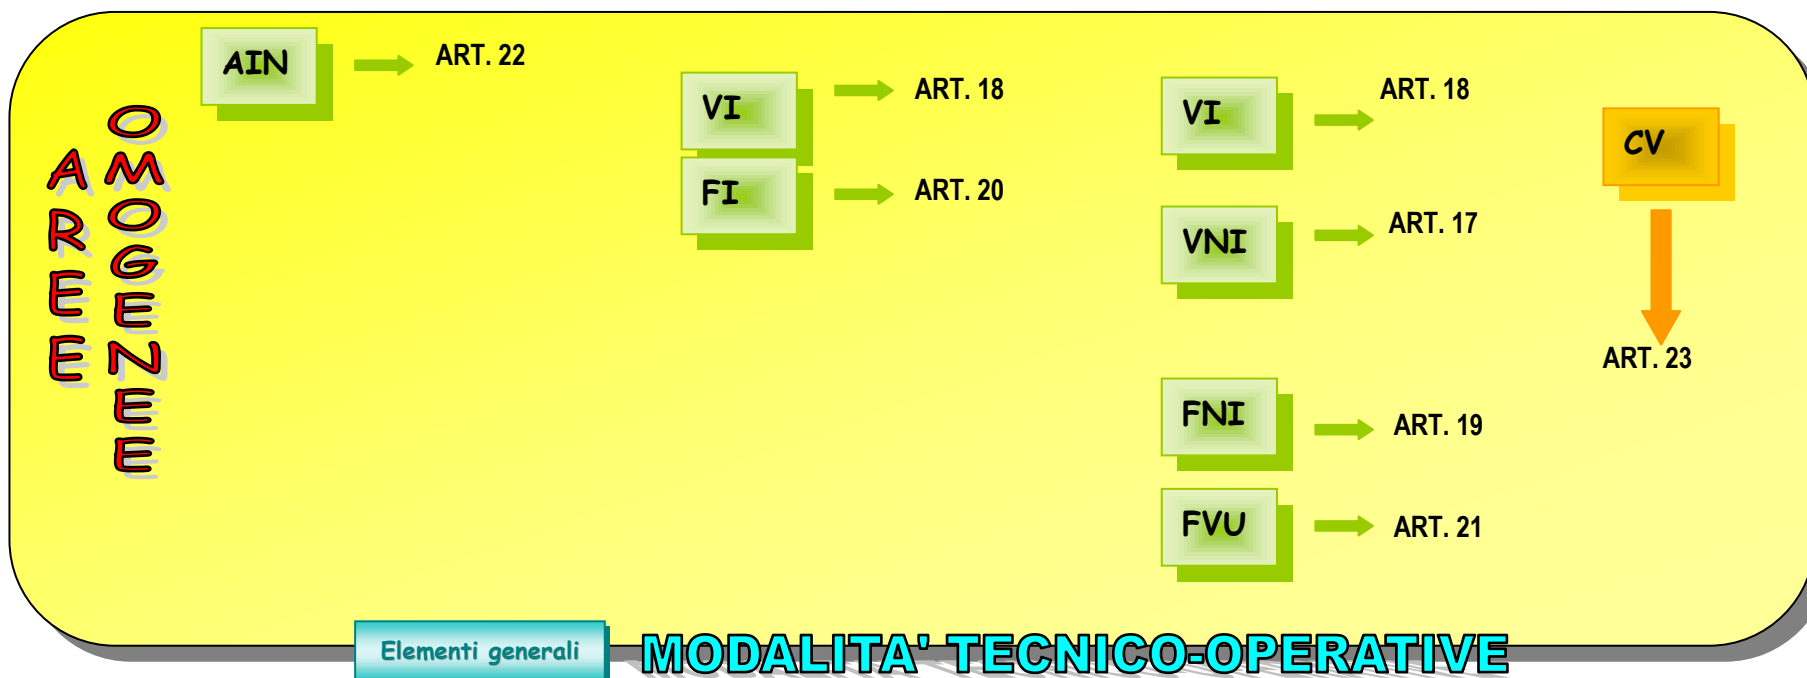 AREE
OMOGENEE
AIN
ART. 22
VI
ART. 18
FI
ART. 20
VI
ART. 18
VNI
ART. 17
FNI
ART. 19
FVU
ART. 21
CV
ART. 23
Elementi generali
MODALITA' TECNICO-OPERATIVE